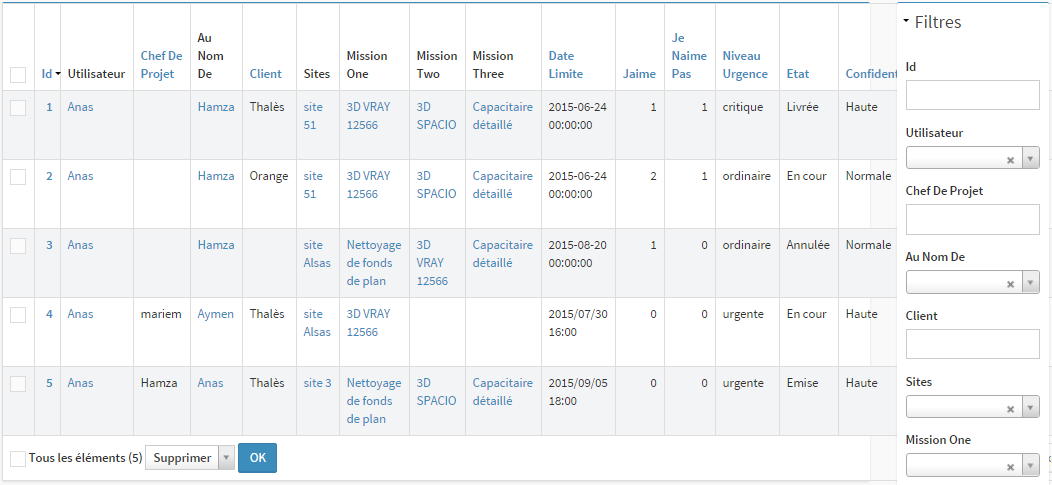 Id Utilisateur Chef De Projet Au Nom De Client Sites Mission One Mission Two Mission Three Date Limite Jaime Je Naime Pas Niveau Urgence Etat Confident
1 Anas Hamza Thalès site 51 3D VRAY 12566 3D SPACIO Capacitaire détaillé 2015-06-24 00:00:00 1 1 critique Livrée Haute
2 Anas Hamza Orange site 51 3D VRAY 12566 3D SPACIO Capacitaire détaillé 2015-06-24 00:00:00 2 1 ordinaire En cour Normale
3 Anas Hamza site Alsas Nettoyage de fonds de plan 3D VRAY 12566 Capacitaire détaillé 2015-08-20 00:00:00 1 0 ordinaire Annulée Normale
4 Anas mariem Aymen Thalès site Alsas 3D VRAY 12566 2015/07/30 16:00 0 0 urgente En cour Haute
5 Anas Hamza Anas Thalès site 3 Nettoyage de fonds de plan 3D SPACIO Capacitaire détaillé 2015/09/05 18:00 0 0 urgente Emise Haute
Tous les éléments (5) Supprimer OK
Filtres
Id
Utilisateur
Chef De Projet
Au Nom De
Client
Sites
Mission One